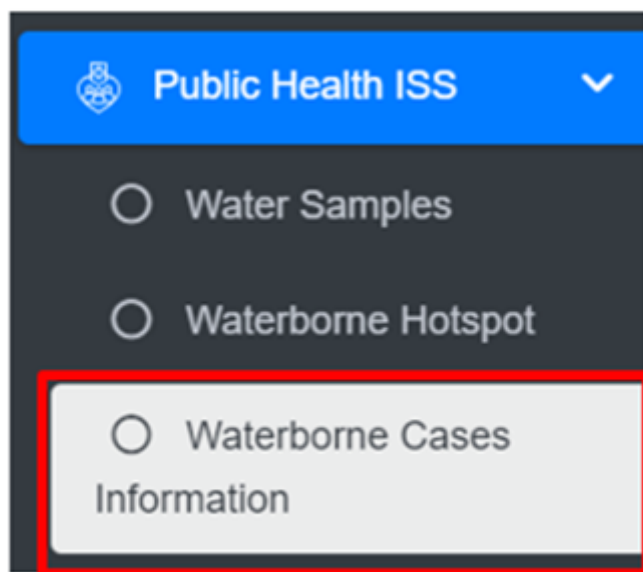 Public Health ISS
Water Samples
Waterborne Hotspot
Waterborne Cases
Information